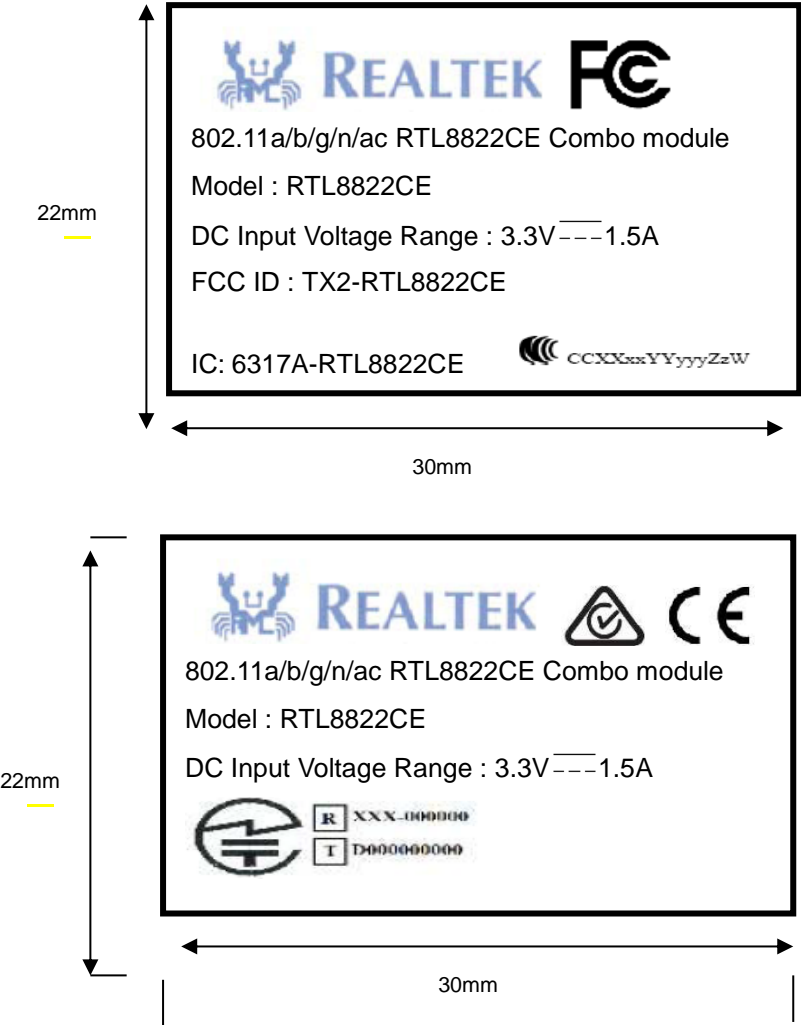 REALTEK FC
802.11a/b/g/n/ac RTL8822CE Combo module
Model : RTL8822CE
22mm
DC Input Voltage Range : 3.3V 1.5A
FCC ID : TX2-RTL8822CE
IC: 6317A-RTL8822CE CCXXxxYYyyyZzW
30mm
REALTEK CE
802.11a/b/g/n/ac RTL8822CE Combo module
Model : RTL8822CE
DC Input Voltage Range : 3.3V 1.5A
22mm
R XXX-000000
T D000000000
30mm